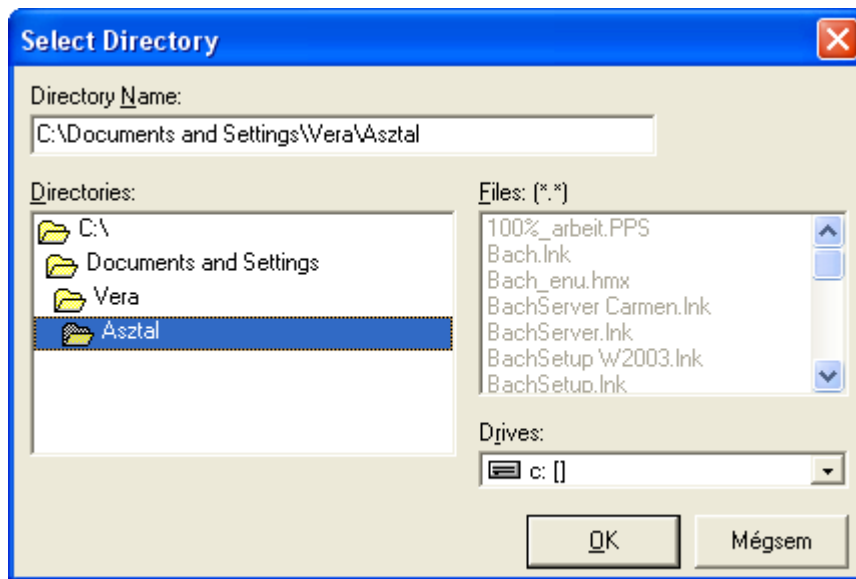 Select Directory
Directory Name:
C:\Documents and Settings\Vera\Asztal
Directories:
C:\
Documents and Settings
Vera
Asztal
Files: (*.*)
100%_arbeit.PPS
Bach.lnk
Bach_enu.hmx
BachServer Carmen.lnk
BachServer.lnk
BachSetup W2003.lnk
BachSetup.lnk
Drives:
c: []
OK
Mégsem